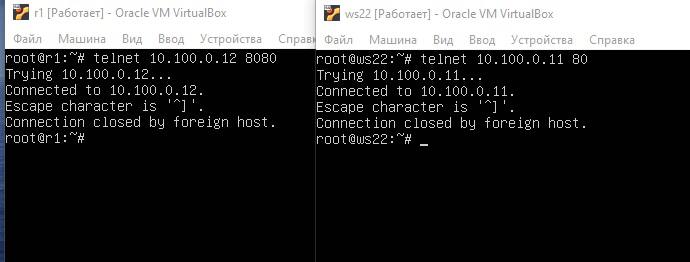 r1 [Работает] - Oracle VM VirtualBox
Файл Машина Вид Ввод Устройства Справка
root@r1:~# telnet 10.100.0.12 8080
Trying 10.100.0.12...
Connected to 10.100.0.12.
Escape character is '^]'.
Connection closed by foreign host.
root@r1:~#
ws22 [Работает] - Oracle VM VirtualBox
Файл Машина Вид Ввод Устройства Справка
root@ws22:~# telnet 10.100.0.11 80
Trying 10.100.0.11...
Connected to 10.100.0.11.
Escape character is '^]'.
Connection closed by foreign host.
root@ws22:~# _